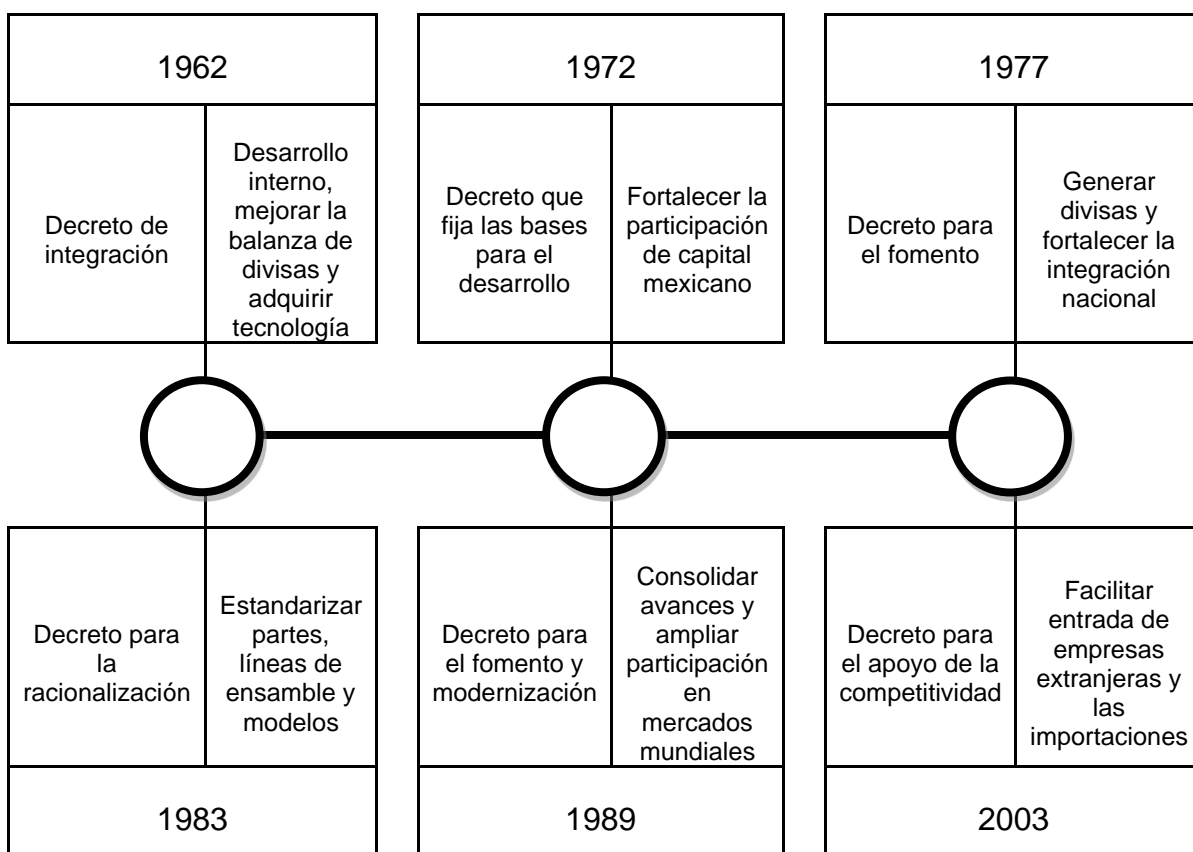 1962
Decreto de
integración
Desarrollo
interno,
mejorar la
balanza de
divisas y
adquirir
tecnología
1972
Decreto que
fija las bases
para el
desarrollo
Fortalecer la
participación
de capital
mexicano
1977
Decreto para
el fomento
Generar
divisas y
fortalecer la
integración
nacional
Decreto para
la
racionalización
Estandarizar
partes,
líneas de
ensamble y
modelos
1983
Decreto para
el fomento y
modernización
Consolidar
avances y
ampliar
participación
en
mercados
mundiales
1989
Decreto para
el apoyo de la
competitividad
Facilitar
entrada de
empresas
extranjeras y
las
importaciones
2003